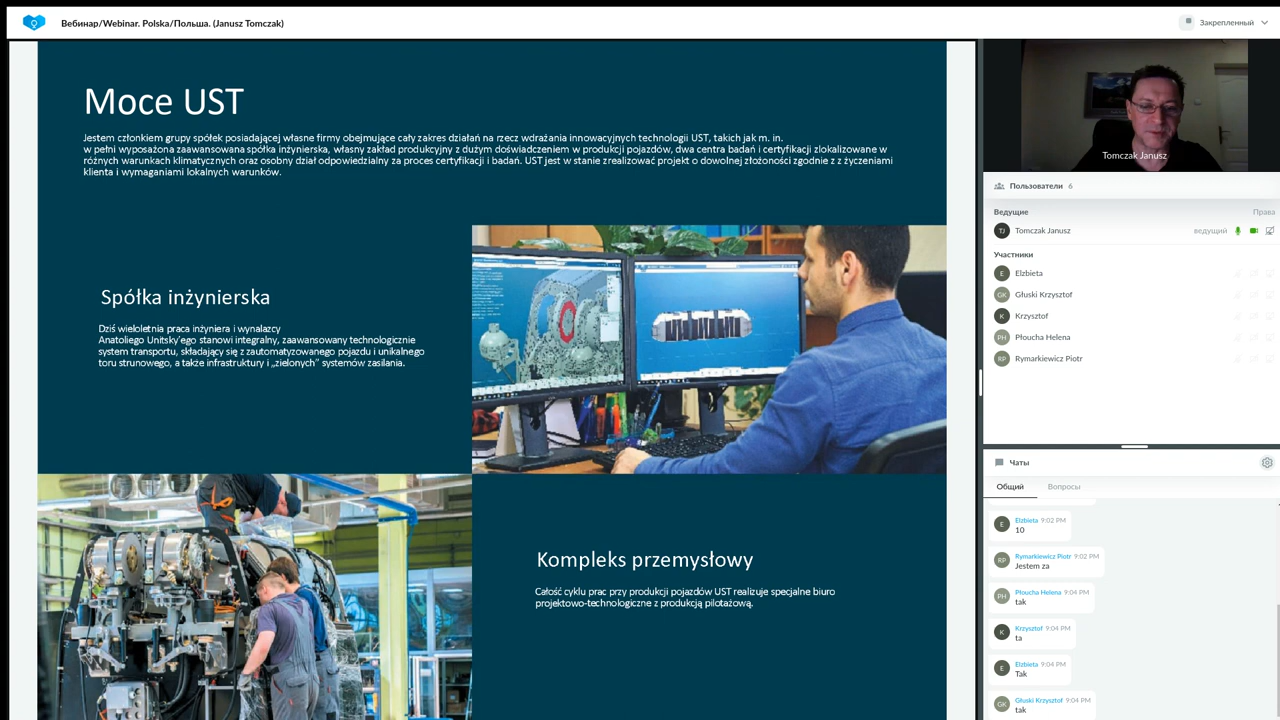 Вебинар/Webinar. Polska/Польша. (Janusz Tomczak)
Закрепленный
Moce UST
Jestem członkiem grupy spółek posiadającej własne firmy obejmujące cały zakres działań na rzecz wdrażania innowacyjnych technologii UST, takich jak m. in.
w pełni wyposażona zaawansowana spółka inżynierska, własny zakład produkcyjny z dużym doświadczeniem w produkcji pojazdów, dwa centra badań i certyfikacji zlokalizowane w
różnych warunkach klimatycznych oraz osobny dział odpowiedzialny za proces certyfikacji i badań. UST jest w stanie zrealizować projekt o dowolnej złożoności zgodnie z z życzeniami
klienta i wymaganiami lokalnych warunków.
Spółka inżynierska
Dziś wieloletnia praca inżyniera i wynalazcy
Anatoliego Unitsky'ego stanowi integralny, zaawansowany technologicznie
system transportu, składający się z zautomatyzowanego pojazdu i unikalnego
toru strunowego, a także infrastruktury i „zielonych” systemów zasilania.
Kompleks przemysłowy
Całość cyklu prac przy produkcji pojazdów UST realizuje specjalne biuro
projektowo-technologiczne z produkcją pilotażową.
Tomczak Janusz
Пользователи 6
Ведущие Права
TJ Tomczak Janusz ведущий
Участники
E Elzbieta
GK Głuski Krzysztof
K Krzysztof
PH Płoucha Helena
RP Rymarkiewicz Piotr
Чаты
Общий Вопросы
E Elzbieta 9:02 PM
10
RP Rymarkiewicz Piotr 9:02 PM
Jestem za
PH Płoucha Helena 9:04 PM
tak
K Krzysztof 9:04 PM
ta
E Elzbieta 9:04 PM
Tak
GK Głuski Krzysztof 9:04 PM
tak